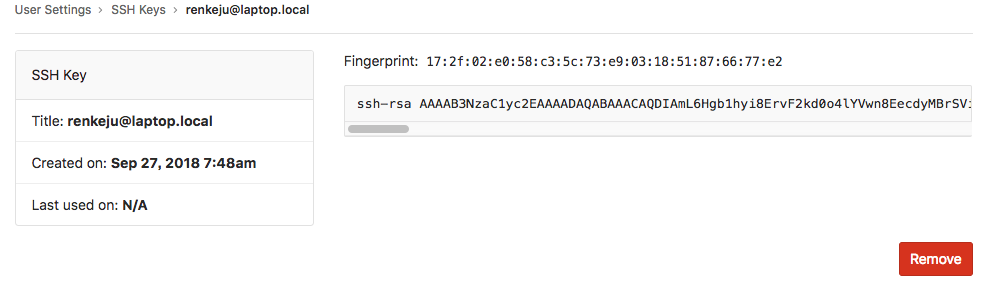 User Settings > SSH Keys > renkeju@laptop.local
SSH Key
Title: renkeju@laptop.local
Created on: Sep 27, 2018 7:48am
Last used on: N/A
Fingerprint: 17:2f:02:e0:58:c3:5c:73:e9:03:18:51:87:66:77:e2
ssh-rsa AAAAB3NzaC1yc2EAAAADAQABAAACAQDIAmL6Hgb1hyi8ErvF2kd0o4lYVwn8EecdyMBrSVi
Remove